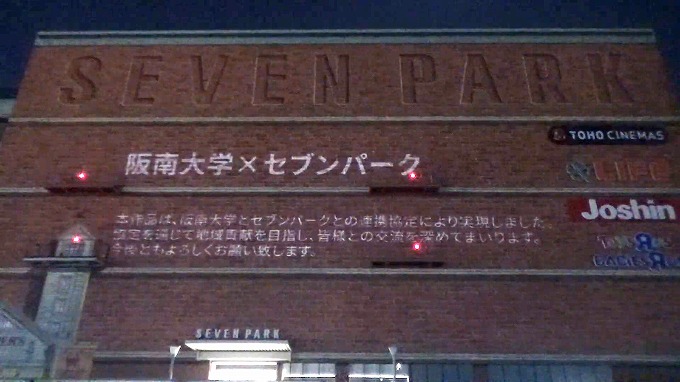 SEVEN PARK
TOHO CINEMAS
阪南大学×セブンパーク
Joshin
本作品は、阪南大学とセブンパークとの連携協定により実現しました。
協定を通じて地域貢献を目指し、皆様との交流を深めてまいります。
今後ともよろしくお願い致します。
TOYSЯUS
BABIESЯUS
SEVEN PARK